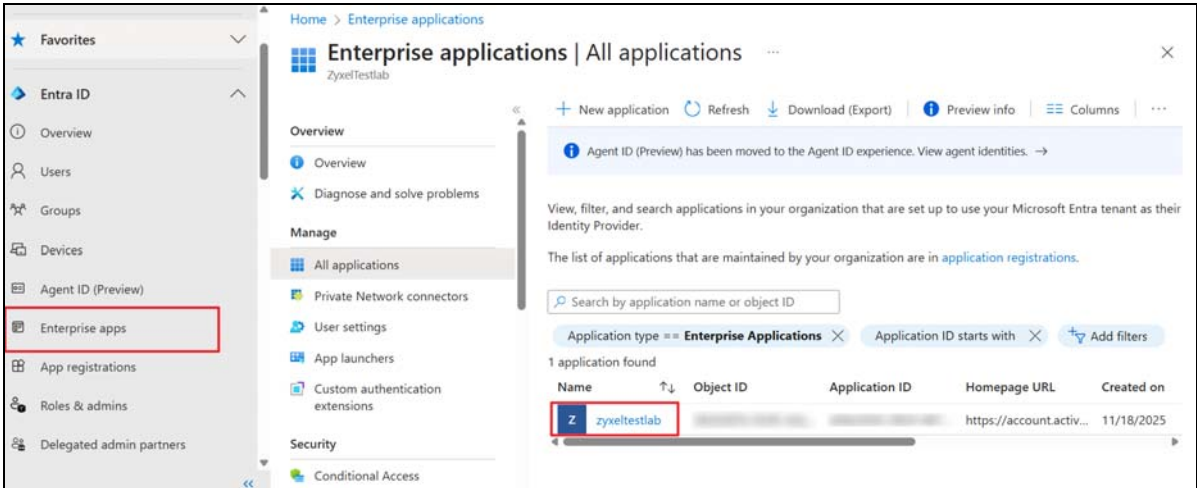 Favorites
Entra ID
Overview
Users
Groups
Devices
Agent ID (Preview)
Enterprise apps
App registrations
Roles & admins
Delegated admin partners
Home > Enterprise applications
Enterprise applications | All applications
ZyxelTestlab
Overview
Overview
Diagnose and solve problems
Manage
All applications
Private Network connectors
User settings
App launchers
Custom authentication
extensions
Security
Conditional Access
New application Refresh Download (Export) Preview info Columns
Agent ID (Preview) has been moved to the Agent ID experience. View agent identities. →
View, filter, and search applications in your organization that are set up to use your Microsoft Entra tenant as their
Identity Provider.
The list of applications that are maintained by your organization are in application registrations.
Search by application name or object ID
Application type == Enterprise Applications Application ID starts with Add filters
1 application found
Name Object ID Application ID Homepage URL Created on
Z zyxeltestlab https://account.activ... 11/18/2025